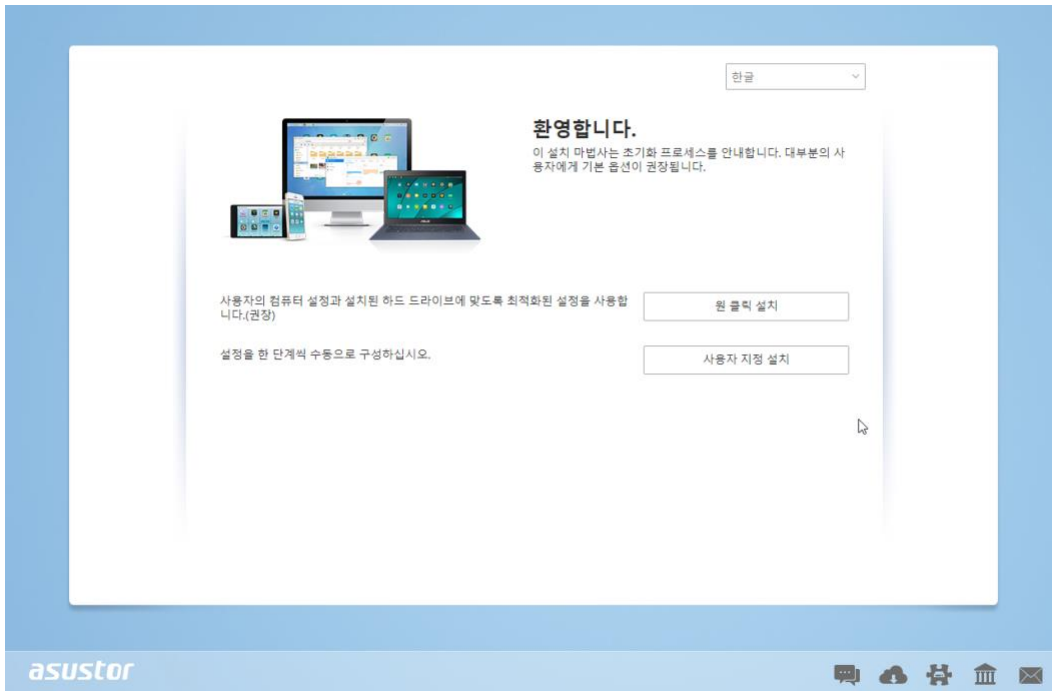 한글
환영합니다.
이 설치 마법사는 초기화 프로세스를 안내합니다. 대부분의 사
용자에게 기본 옵션이 권장됩니다.
사용자의 컴퓨터 설정과 설치된 하드 드라이브에 맞도록 최적화된 설정을 사용합
니다.(권장)
원 클릭 설치
설정을 한 단계씩 수동으로 구성하십시오.
사용자 지정 설치
asustor